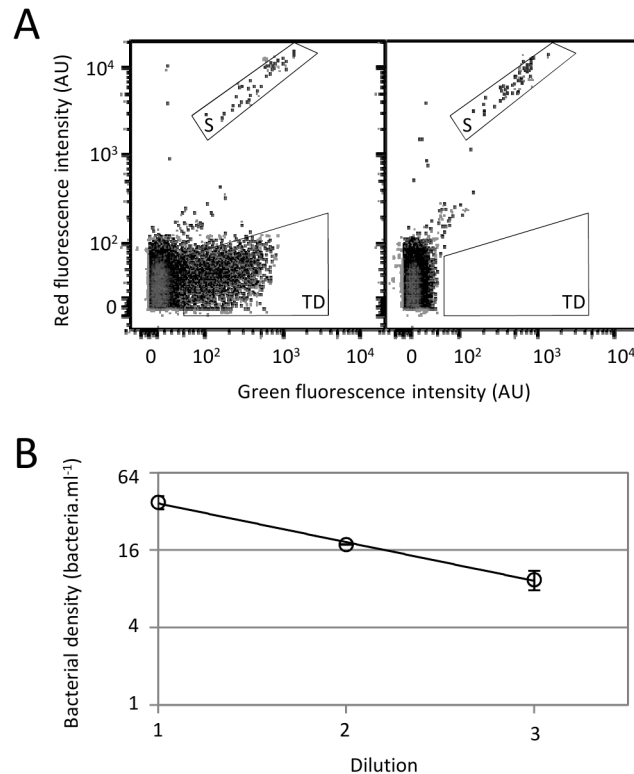 A
Red fluorescence intensity (AU)
10⁴
10³
10²
0
S
TD
S
TD
0 10² 10³ 10⁴
0 10² 10³ 10⁴
Green fluorescence intensity (AU)
B
Bacterial density (bacteria.ml⁻¹)
64
16
4
1
1 2 3
Dilution